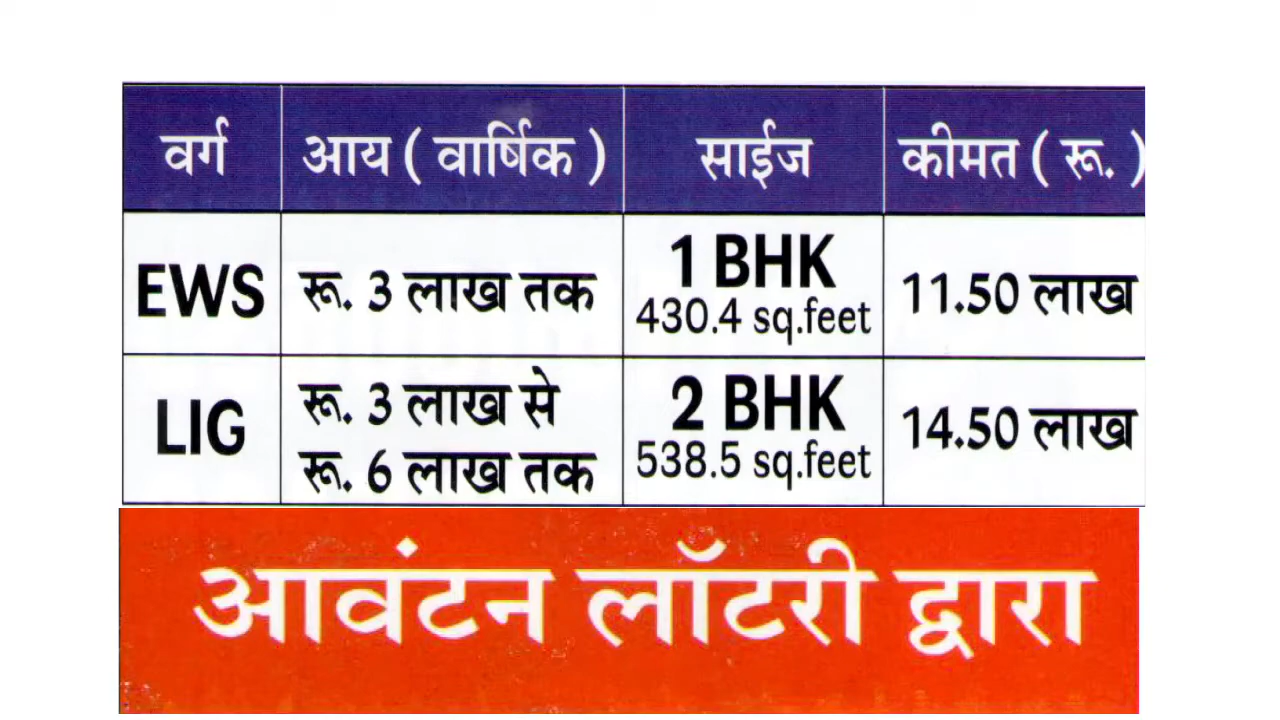 वर्ग आय ( वार्षिक ) साईज कीमत ( रू. )
EWS रू. 3 लाख तक 1 BHK 430.4 sq.feet 11.50 लाख
LIG रू. 3 लाख से रू. 6 लाख तक 2 BHK 538.5 sq.feet 14.50 लाख
आवंटन लॉटरी द्वारा